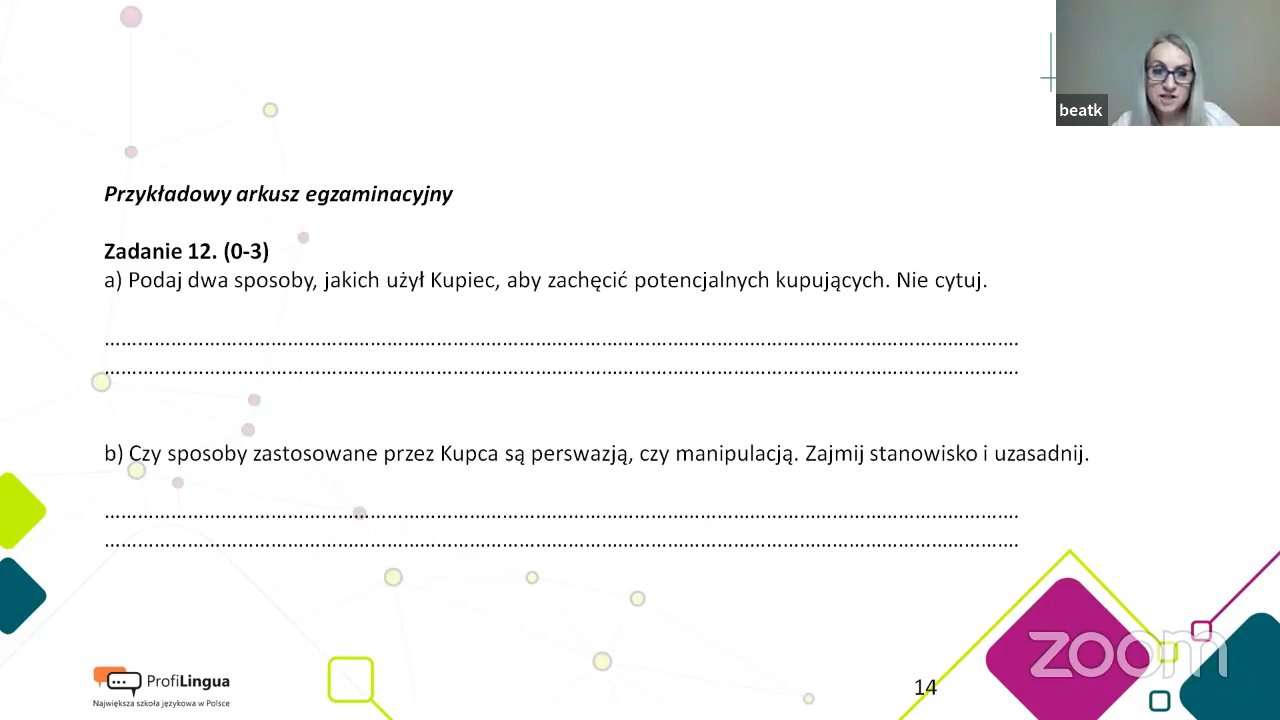 beatk
Przykładowy arkusz egzaminacyjny
Zadanie 12. (0-3)
a) Podaj dwa sposoby, jakich użył Kupiec, aby zachęcić potencjalnych kupujących. Nie cytuj.
b) Czy sposoby zastosowane przez Kupca są perswazją, czy manipulacją. Zajmij stanowisko i uzasadnij.
zoom
ProfiLingua
Największa szkoła językowa w Polsce
14